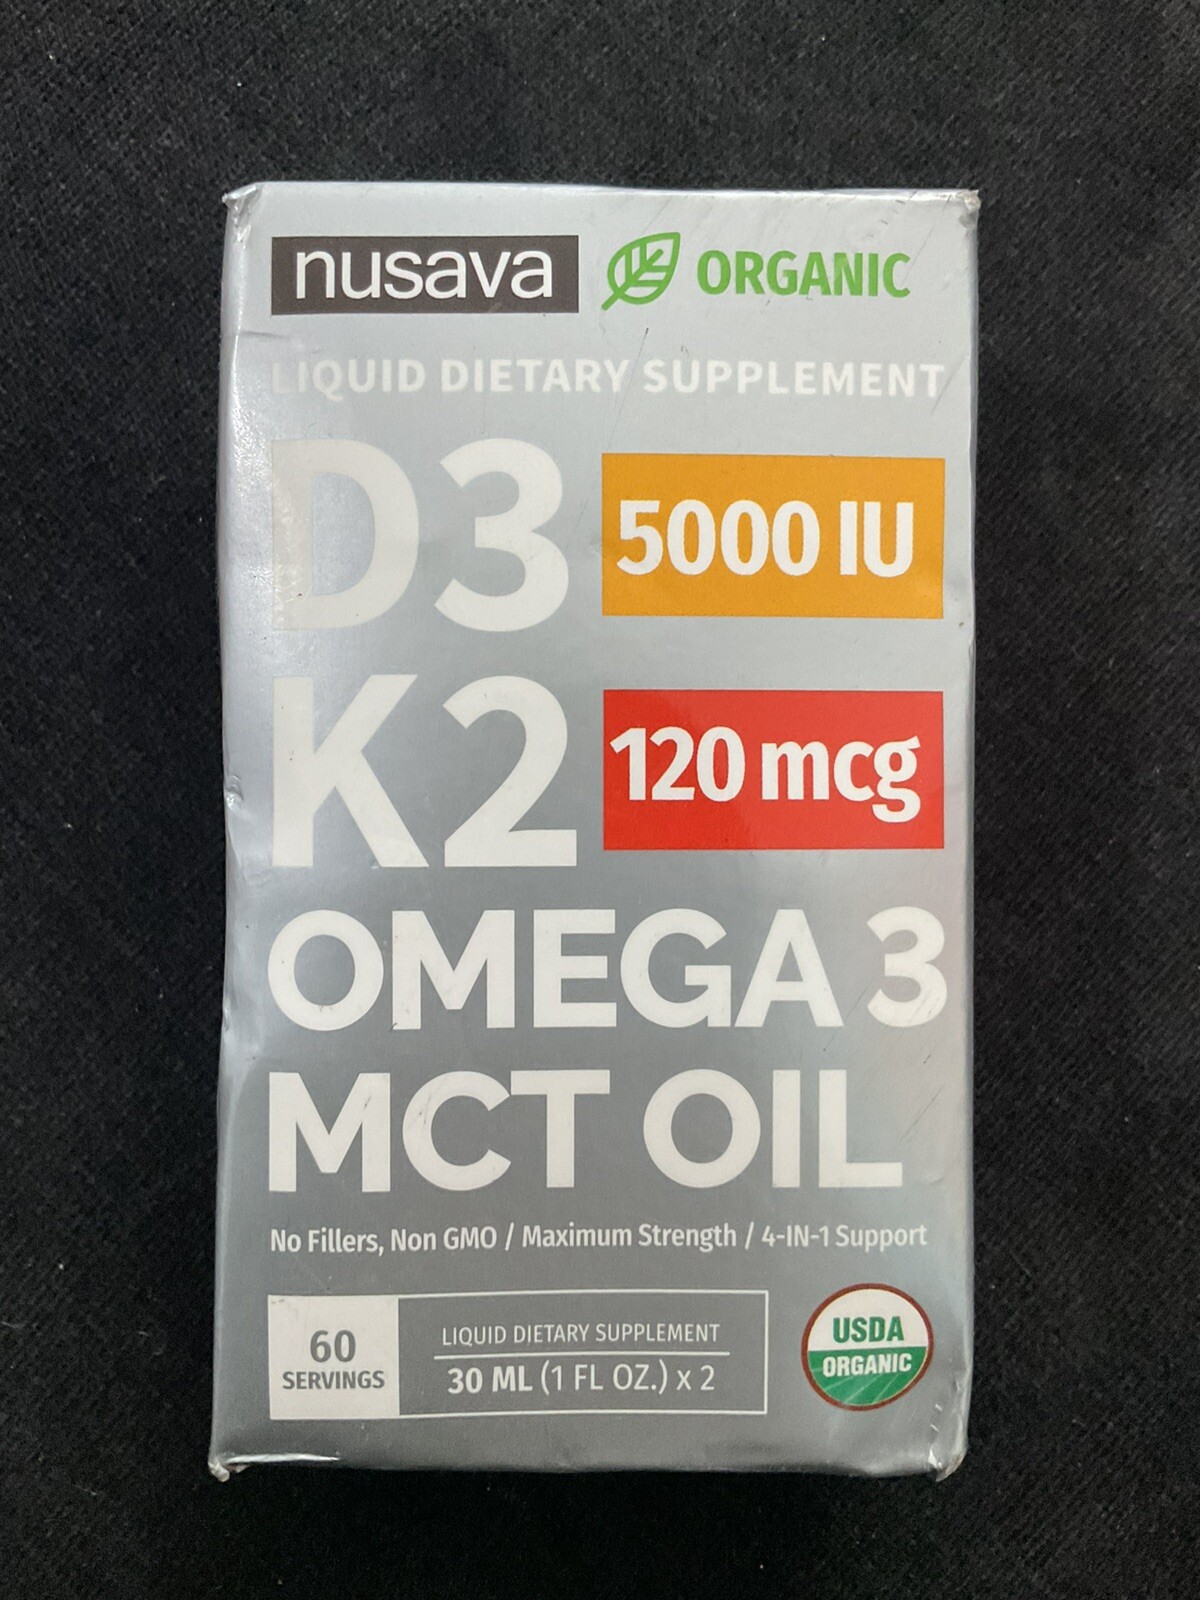 nusava ORGANIC
LIQUID DIETARY SUPPLEMENT
D3 5000 IU
K2 120 mcg
OMEGA 3
MCT OIL
No Fillers, Non GMO / Maximum Strength / 4-IN-1 Support
60
SERVINGS
LIQUID DIETARY SUPPLEMENT
30 ML (1 FL OZ.) x 2
USDA
ORGANIC